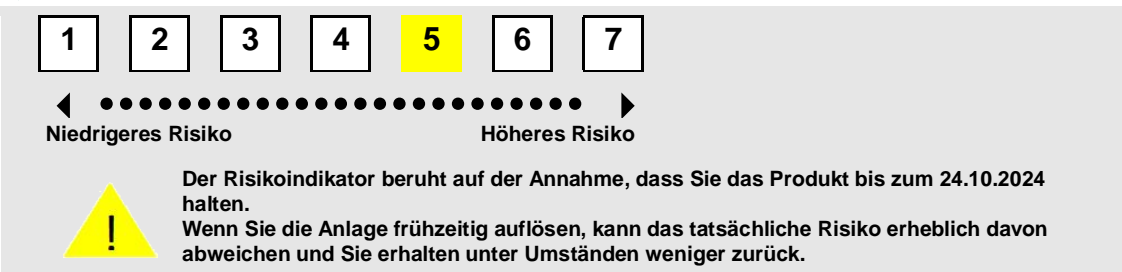 1 2 3 4 5 6 7
Niedrigeres Risiko Höheres Risiko
Der Risikoindikator beruht auf der Annahme, dass Sie das Produkt bis zum 24.10.2024
halten.
Wenn Sie die Anlage frühzeitig auflösen, kann das tatsächliche Risiko erheblich davon
! abweichen und Sie erhalten unter Umständen weniger zurück.